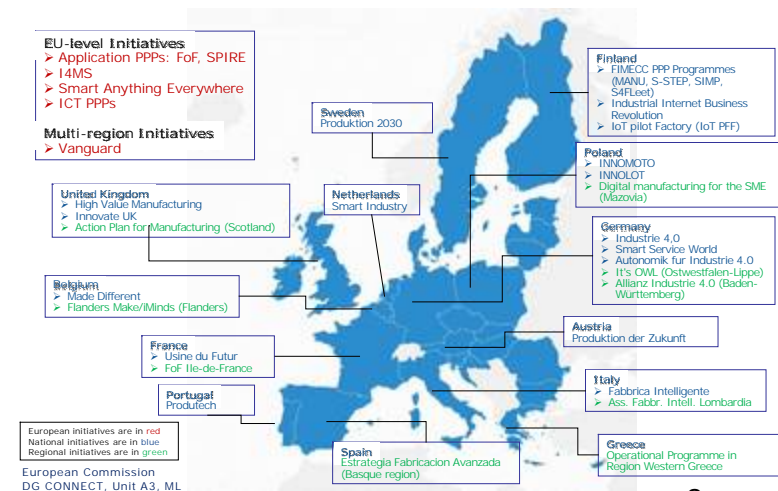 EU-level Initiatives
➤ Application PPPs: FoF, SPIRE
➤ I4MS
➤ Smart Anything Everywhere
➤ ICT PPPs
Multi-region Initiatives
➤ Vanguard
Finland
➤ FIMECC PPP Programmes
(MANU, S-STEP, SIMP,
S4FLeet)
➤ Industrial Internet Business
Revolution
➤ IoT pilot Factory (IoT PFF)
Sweden
Produktion 2030
Poland
➤ INNOMOTO
➤ INNOLOT
➤ Digital manufacturing for the SME
(Mazovia)
United Kingdom
➤ High Value Manufacturing
➤ Innovate UK
➤ Action Plan for Manufacturing (Scotland)
Netherlands
Smart Industry
Germany
➤ Industrie 4,0
➤ Smart Service World
➤ Autonomik fur Industrie 4.0
➤ It's OWL (Ostwestfalen-Lippe)
➤ Allianz Industrie 4.0 (Baden-
Württemberg)
Belgium
➤ Made Different
➤ Flanders Make/iMinds (Flanders)
Austria
Produktion der Zukunft
France
➤ Usine du Futur
➤ FoF Ile-de-France
Italy
➤ Fabbrica Intelligente
➤ Ass. Fabbr. Intell. Lombardia
Portugal
Produtech
Spain
Estrategia Fabricacion Avanzada
(Basque region)
Greece
Operational Programme in
Region Western Greece
European initiatives are in red
National initiatives are in blue
Regional initiatives are in green
European Commission
DG CONNECT, Unit A3, ML